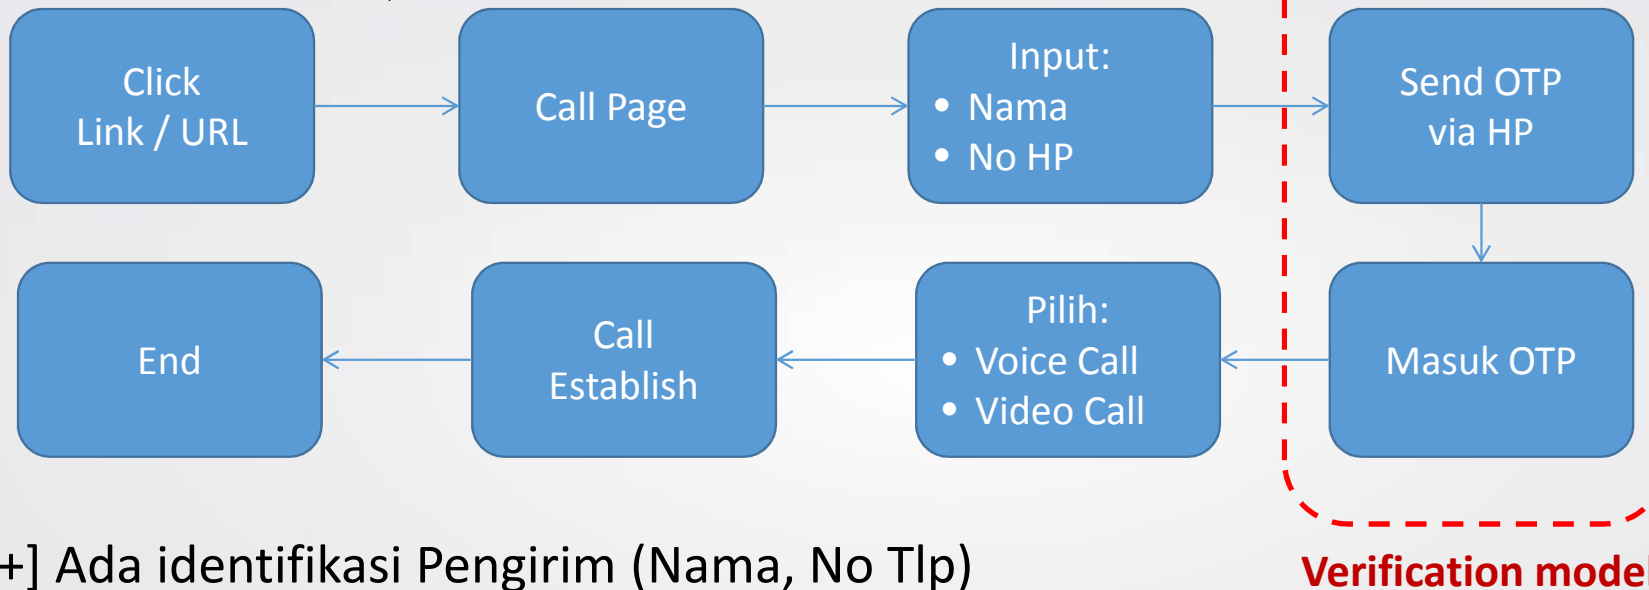 Click
Link / URL
Call Page
Input:
• Nama
• No HP
Send OTP
via HP
End
Call
Establish
Pilih:
• Voice Call
• Video Call
Masuk OTP
+] Ada identifikasi Pengirim (Nama, No Tlp)
Verification model